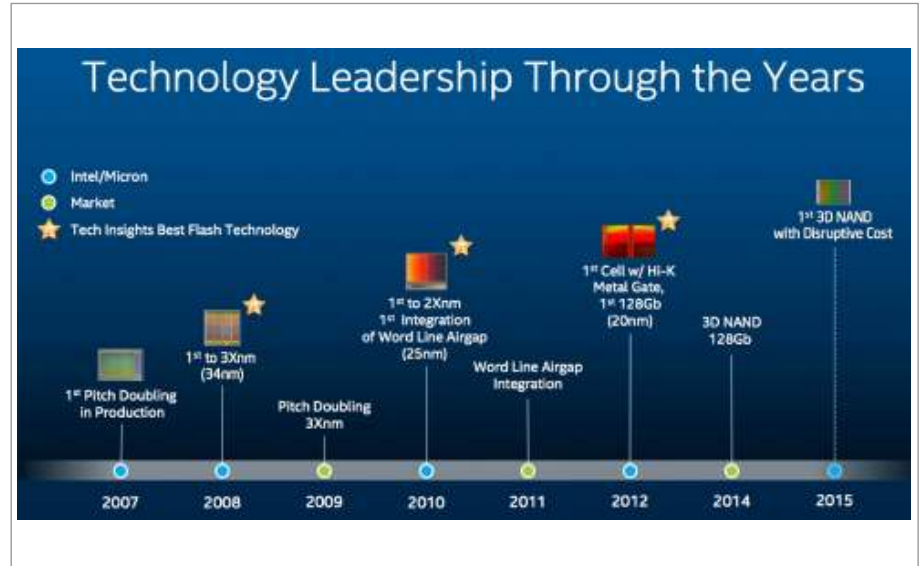 Technology Leadership Through the Years
Intel/Micron
Market
Tech Insights Best Flash Technology
1st Pitch Doubling
in Production
1st to 3Xnm
(34nm)
Pitch Doubling
3Xnm
1st to 2Xnm
1st Integration
of Word Line Airgap
(25nm)
Word Line Airgap
Integration
1st Cell w/ Hi-K
Metal Gate,
1st 128Gb
(20nm)
3D NAND
128Gb
1st 3D NAND
with Disruptive Cost
2007
2008
2009
2010
2011
2012
2014
2015